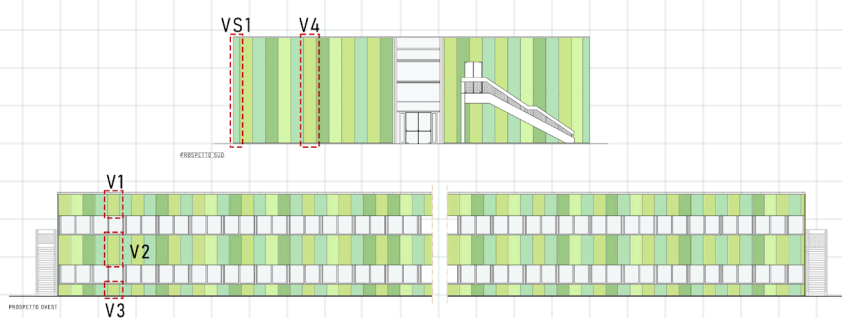 VS1 V4
PROSPETTO SUD
V1
V2
V3
PROSPETTO OVEST